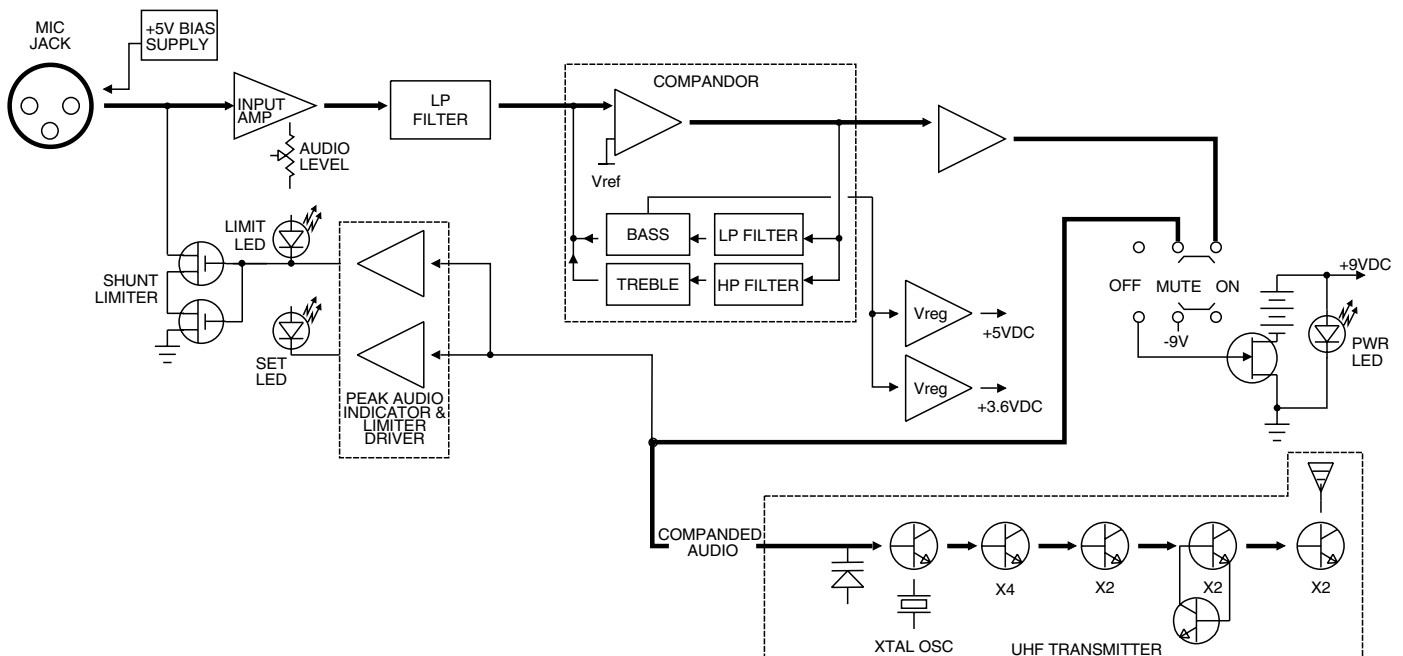 MIC
JACK
+5V BIAS
SUPPLY
INPUT
AMP
AUDIO
LEVEL
LP
FILTER
COMPANDOR
Vref
BASS
LP FILTER
TREBLE
HP FILTER
LIMIT
LED
SHUNT
LIMITER
SET
LED
PEAK AUDIO
INDICATOR &
LIMITER
DRIVER
Vreg
+5VDC
Vreg
+3.6VDC
OFF
MUTE
ON
-9V
+9VDC
PWR
LED
COMPANDED
AUDIO
X4
X2
X2
X2
XTAL OSC
UHF TRANSMITTER